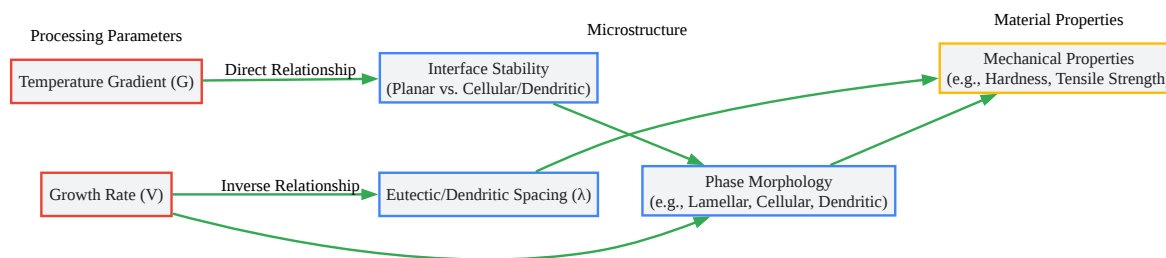 Processing Parameters
Microstructure
Material Properties
Temperature Gradient (G)
Direct Relationship
Interface Stability
(Planar vs. Cellular/Dendritic)
Mechanical Properties
(e.g., Hardness, Tensile Strength
Growth Rate (V)
Inverse Relationship
Eutectic/Dendritic Spacing (λ)
Phase Morphology
(e.g., Lamellar, Cellular, Dendritic)